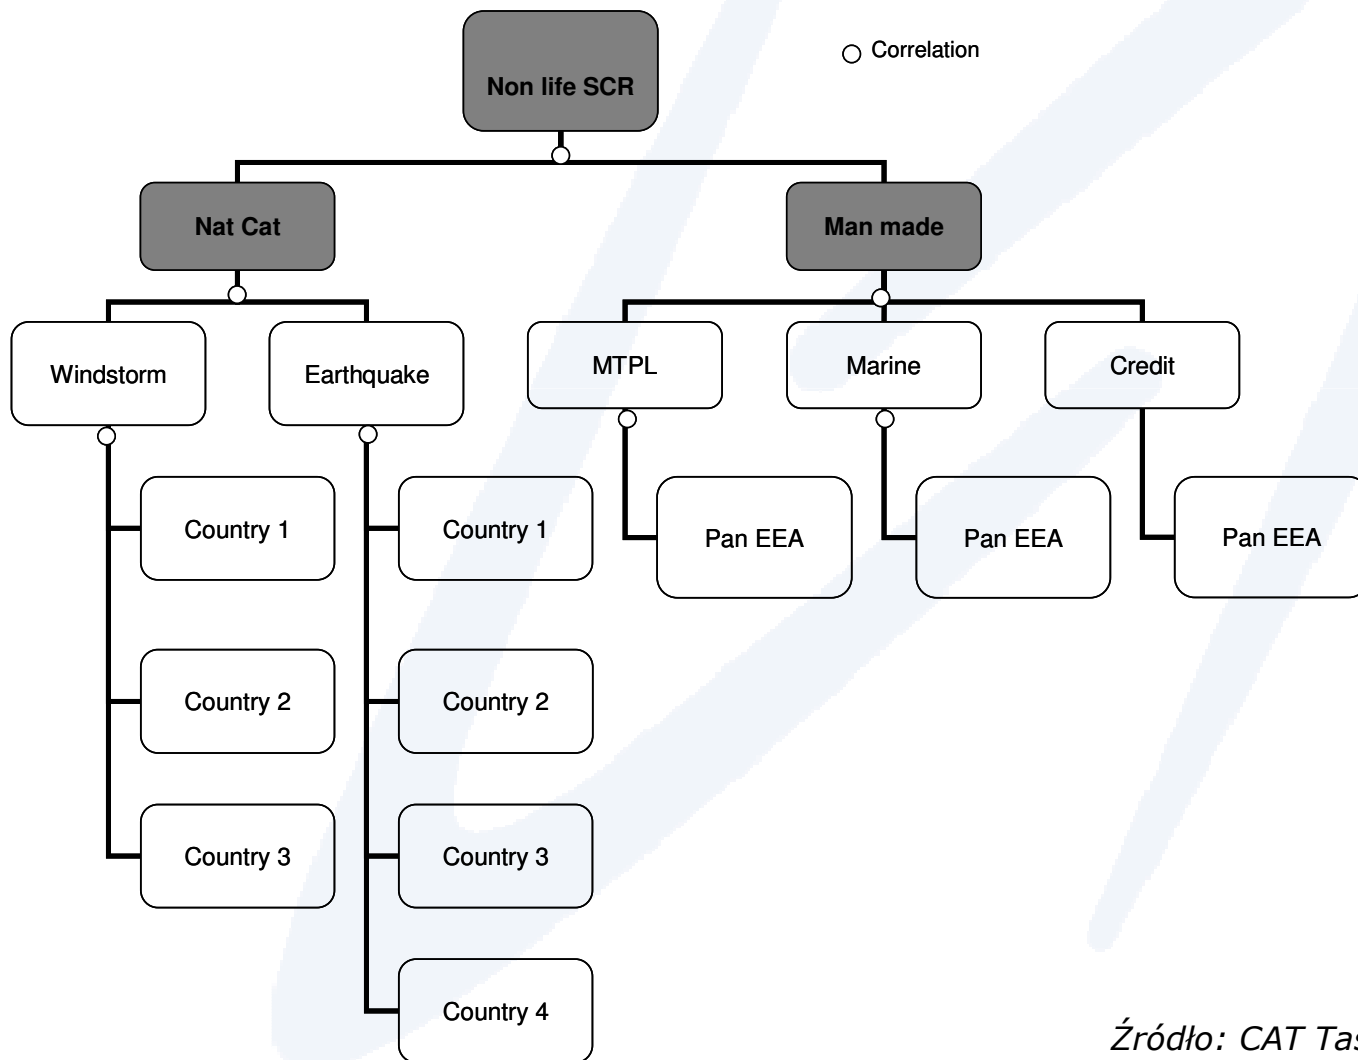 Non life SCR
Correlation
Nat Cat
Man made
Windstorm
Earthquake
MTPL
Marine
Credit
Country 1
Country 1
Pan EEA
Pan EEA
Pan EEA
Country 2
Country 2
Country 3
Country 3
Country 4
Źródło: CAT